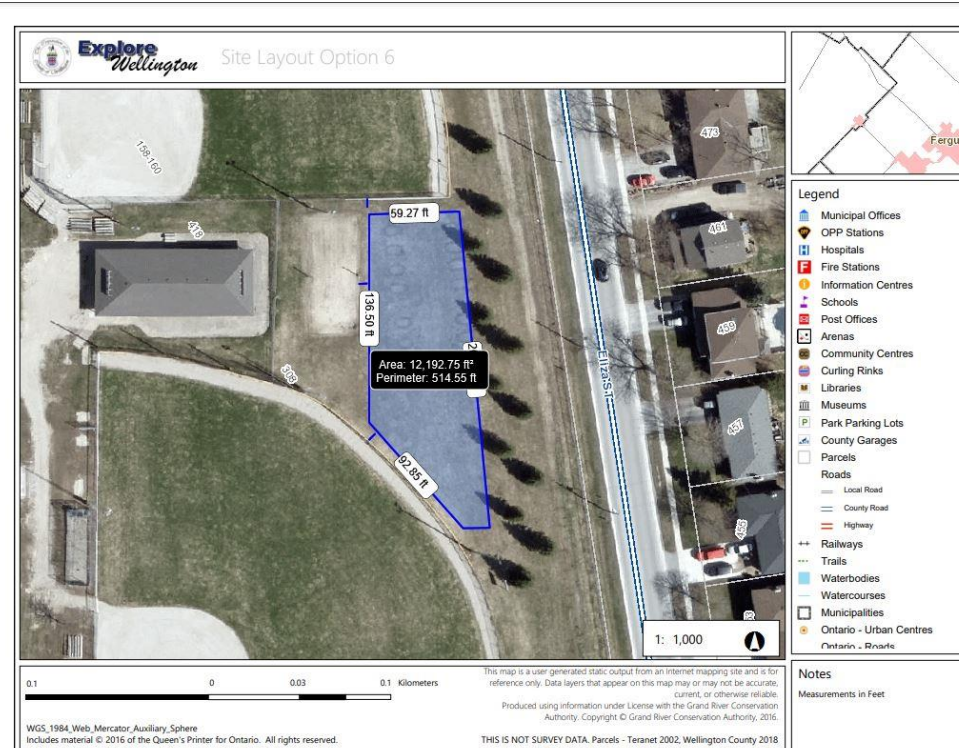 Explore
Wellington
Site Layout Option 6
158,160
418
308
59.27 ft
136.50 ft
Area: 12,192.75 ft²
Perimeter: 514.55 ft
92.85 ft
Eliza ST
473
461
459
457
455
1: 1,000
Fergu
Legend
Municipal Offices
OPP Stations
Hospitals
Fire Stations
Information Centres
Schools
Post Offices
Arenas
Community Centres
Curling Rinks
Libraries
Museums
Park Parking Lots
County Garages
Parcels
Roads
Local Road
County Road
Highway
Railways
Trails
Waterbodies
Watercourses
Municipalities
Ontario - Urban Centres
Ontario - Roads
0.1 0 0.03 0.1 Kilometers
WGS_1984_Web_Mercator_Auxiliary_Sphere
Includes material © 2016 of the Queen's Printer for Ontario. All rights reserved.
This map is a user generated static output from an Internet mapping site and is for
reference only. Data layers that appear on this map may or may not be accurate,
current, or otherwise reliable.
Produced using information under License with the Grand River Conservation
Authority. Copyright © Grand River Conservation Authority, 2016.
THIS IS NOT SURVEY DATA. Parcels - Teranet 2002, Wellington County 2018
Notes
Measurements in Feet